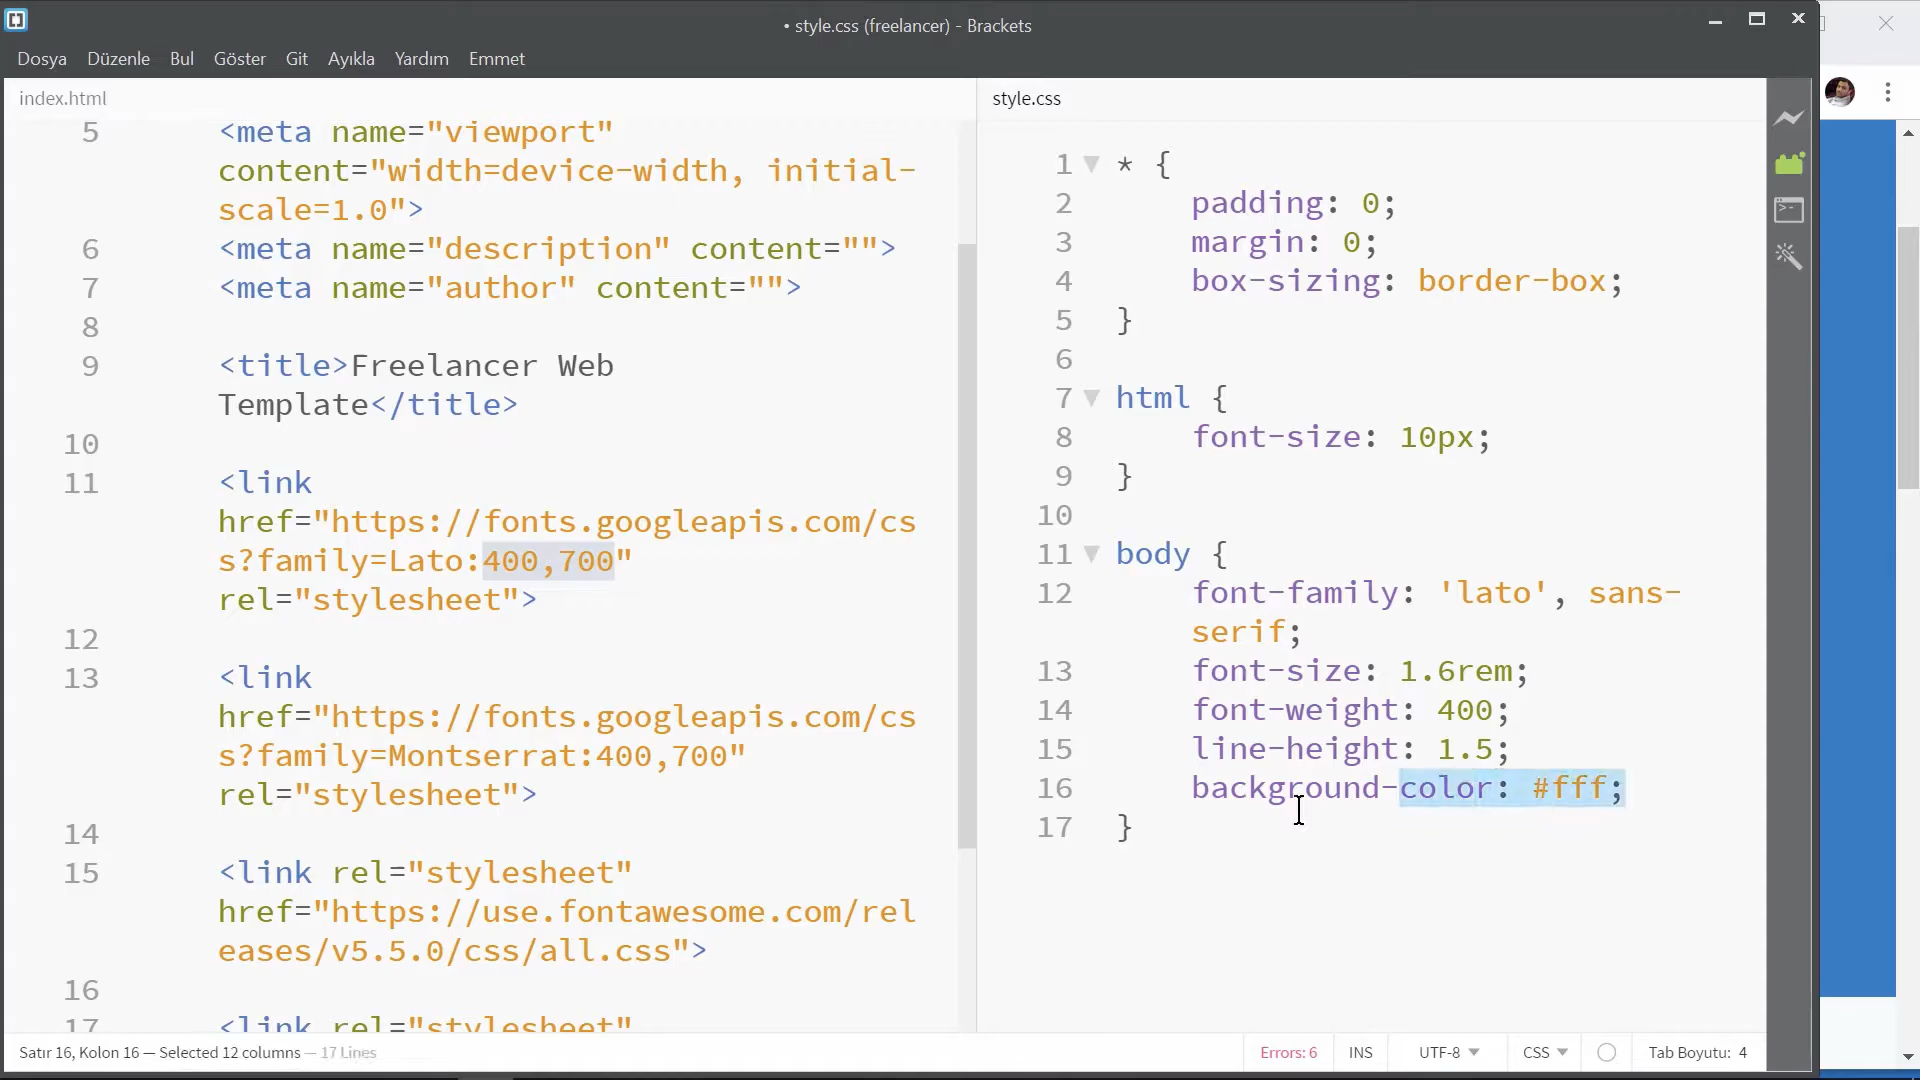 • style.css (freelancer) - Brackets
Dosya Düzenle Bul Göster Git Ayıkla Yardım Emmet
index.html
5 <meta name="viewport"
content="width=device-width, initial-
scale=1.0">
6 <meta name="description" content="">
7 <meta name="author" content="">
8
9 <title>Freelancer Web
Template</title>
10
11 <link
href="https://fonts.googleapis.com/cs
s?family=Lato:400,700"
rel="stylesheet">
12
13 <link
href="https://fonts.googleapis.com/cs
s?family=Montserrat:400,700"
rel="stylesheet">
14
15 <link rel="stylesheet"
href="https://use.fontawesome.com/rel
eases/v5.5.0/css/all.css">
16
17 <link rel="stylesheet"
style.css
1 * {
2 padding: 0;
3 margin: 0;
4 box-sizing: border-box;
5 }
6
7 html {
8 font-size: 10px;
9 }
10
11 body {
12 font-family: 'lato', sans-
serif;
13 font-size: 1.6rem;
14 font-weight: 400;
15 line-height: 1.5;
16 background-color: #fff;
17 }
Satır 16, Kolon 16 — Selected 12 columns — 17 Lines
Errors: 6 INS UTF-8 CSS Tab Boyutu: 4